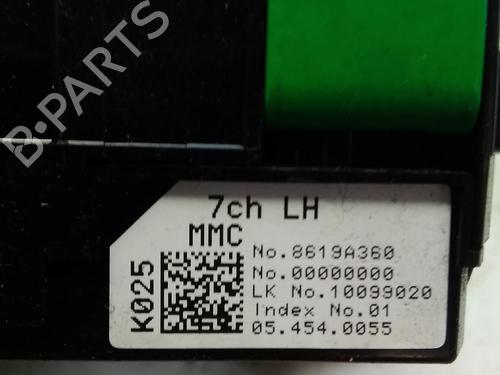 B-PARTS
7ch LH
MMC
K025
No.8619A360
No.00000000
LK No.10099020
Index No.01
05.454.0055